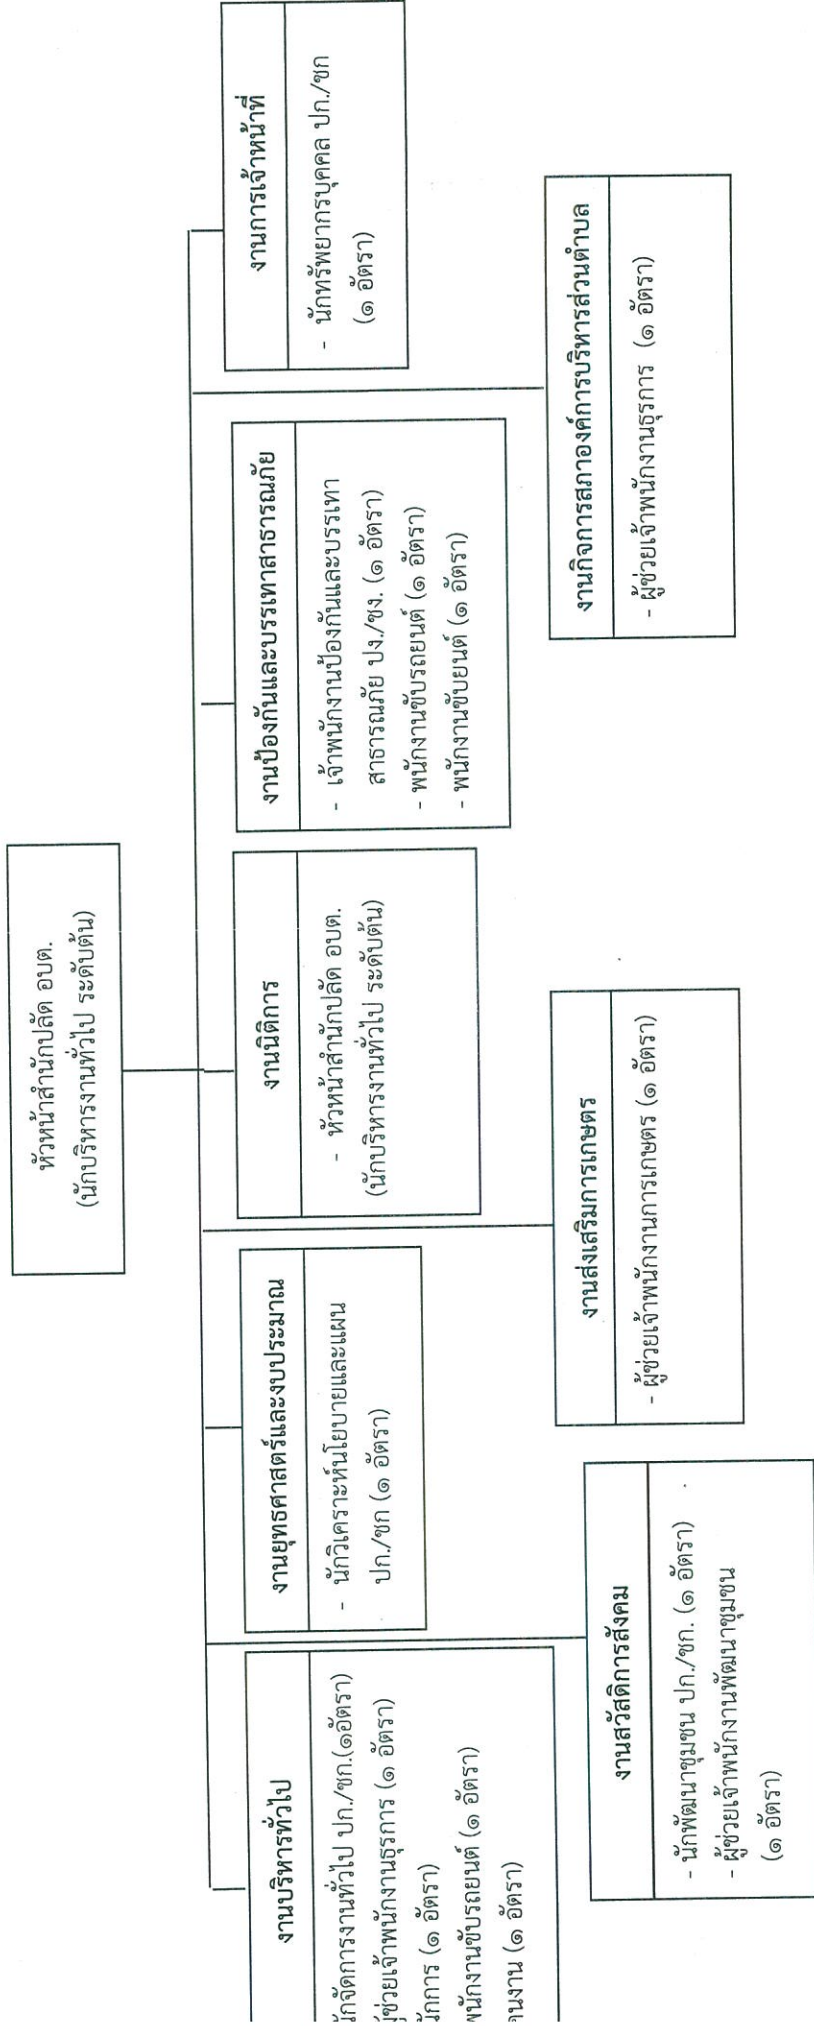 หัวหน้าสำนักปลัด อบต.
(นักบริหารงานทั่วไป ระดับต้น)
งานบริหารทั่วไป
นักจัดการงานทั่วไป ปก./ชก.(๑อัตรา)
ผู้ช่วยเจ้าพนักงานธุรการ (๑ อัตรา)
นักการ (๑ อัตรา)
พนักงานขับรถยนต์ (๑ อัตรา)
คนงาน (๑ อัตรา)
งานยุทธศาสตร์และงบประมาณ
- นักวิเคราะห์นโยบายและแผน
ปก./ชก (๑ อัตรา)
งานนิติการ
- หัวหน้าสำนักปลัด อบต.
(นักบริหารงานทั่วไป ระดับต้น)
งานป้องกันและบรรเทาสาธารณภัย
- เจ้าพนักงานป้องกันและบรรเทา
สาธารณภัย ปง./ชง. (๑ อัตรา)
- พนักงานขับรถยนต์ (๑ อัตรา)
- พนักงานขับยนต์ (๑ อัตรา)
งานการเจ้าหน้าที่
- นักทรัพยากรบุคคล ปก./ชก
(๑ อัตรา)
งานสวัสดิการสังคม
- นักพัฒนาชุมชน ปก./ชก. (๑ อัตรา)
- ผู้ช่วยเจ้าพนักงานพัฒนาชุมชน
(๑ อัตรา)
งานส่งเสริมการเกษตร
- ผู้ช่วยเจ้าพนักงานการเกษตร (๑ อัตรา)
งานกิจการสภาองค์การบริหารส่วนตำบล
- ผู้ช่วยเจ้าพนักงานธุรการ (๑ อัตรา)